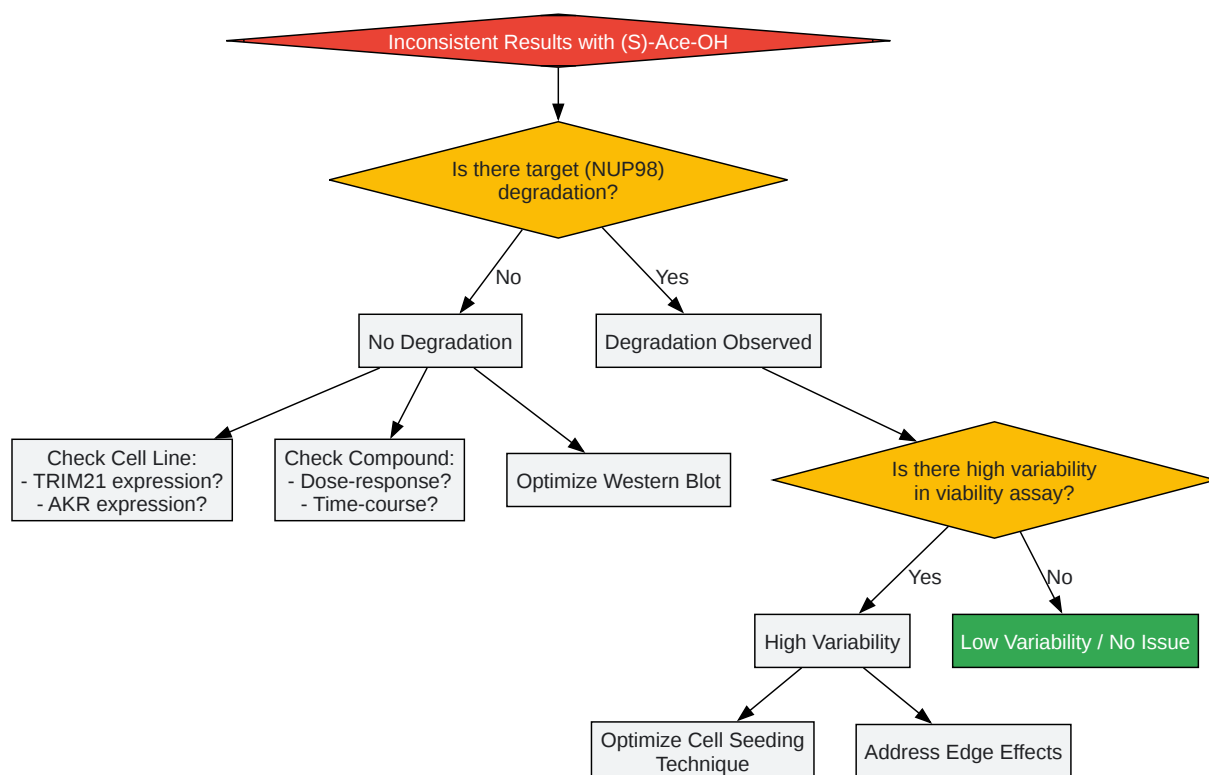 Inconsistent Results with (S)-Ace-OH
Is there target (NUP98)
degradation?
No
Yes
No Degradation
Degradation Observed
Check Cell Line:
- TRIM21 expression?
- AKR expression?
Check Compound:
- Dose-response?
- Time-course?
Optimize Western Blot
Is there high variability
in viability assay?
Yes
No
High Variability
Low Variability / No Issue
Optimize Cell Seeding
Technique
Address Edge Effects